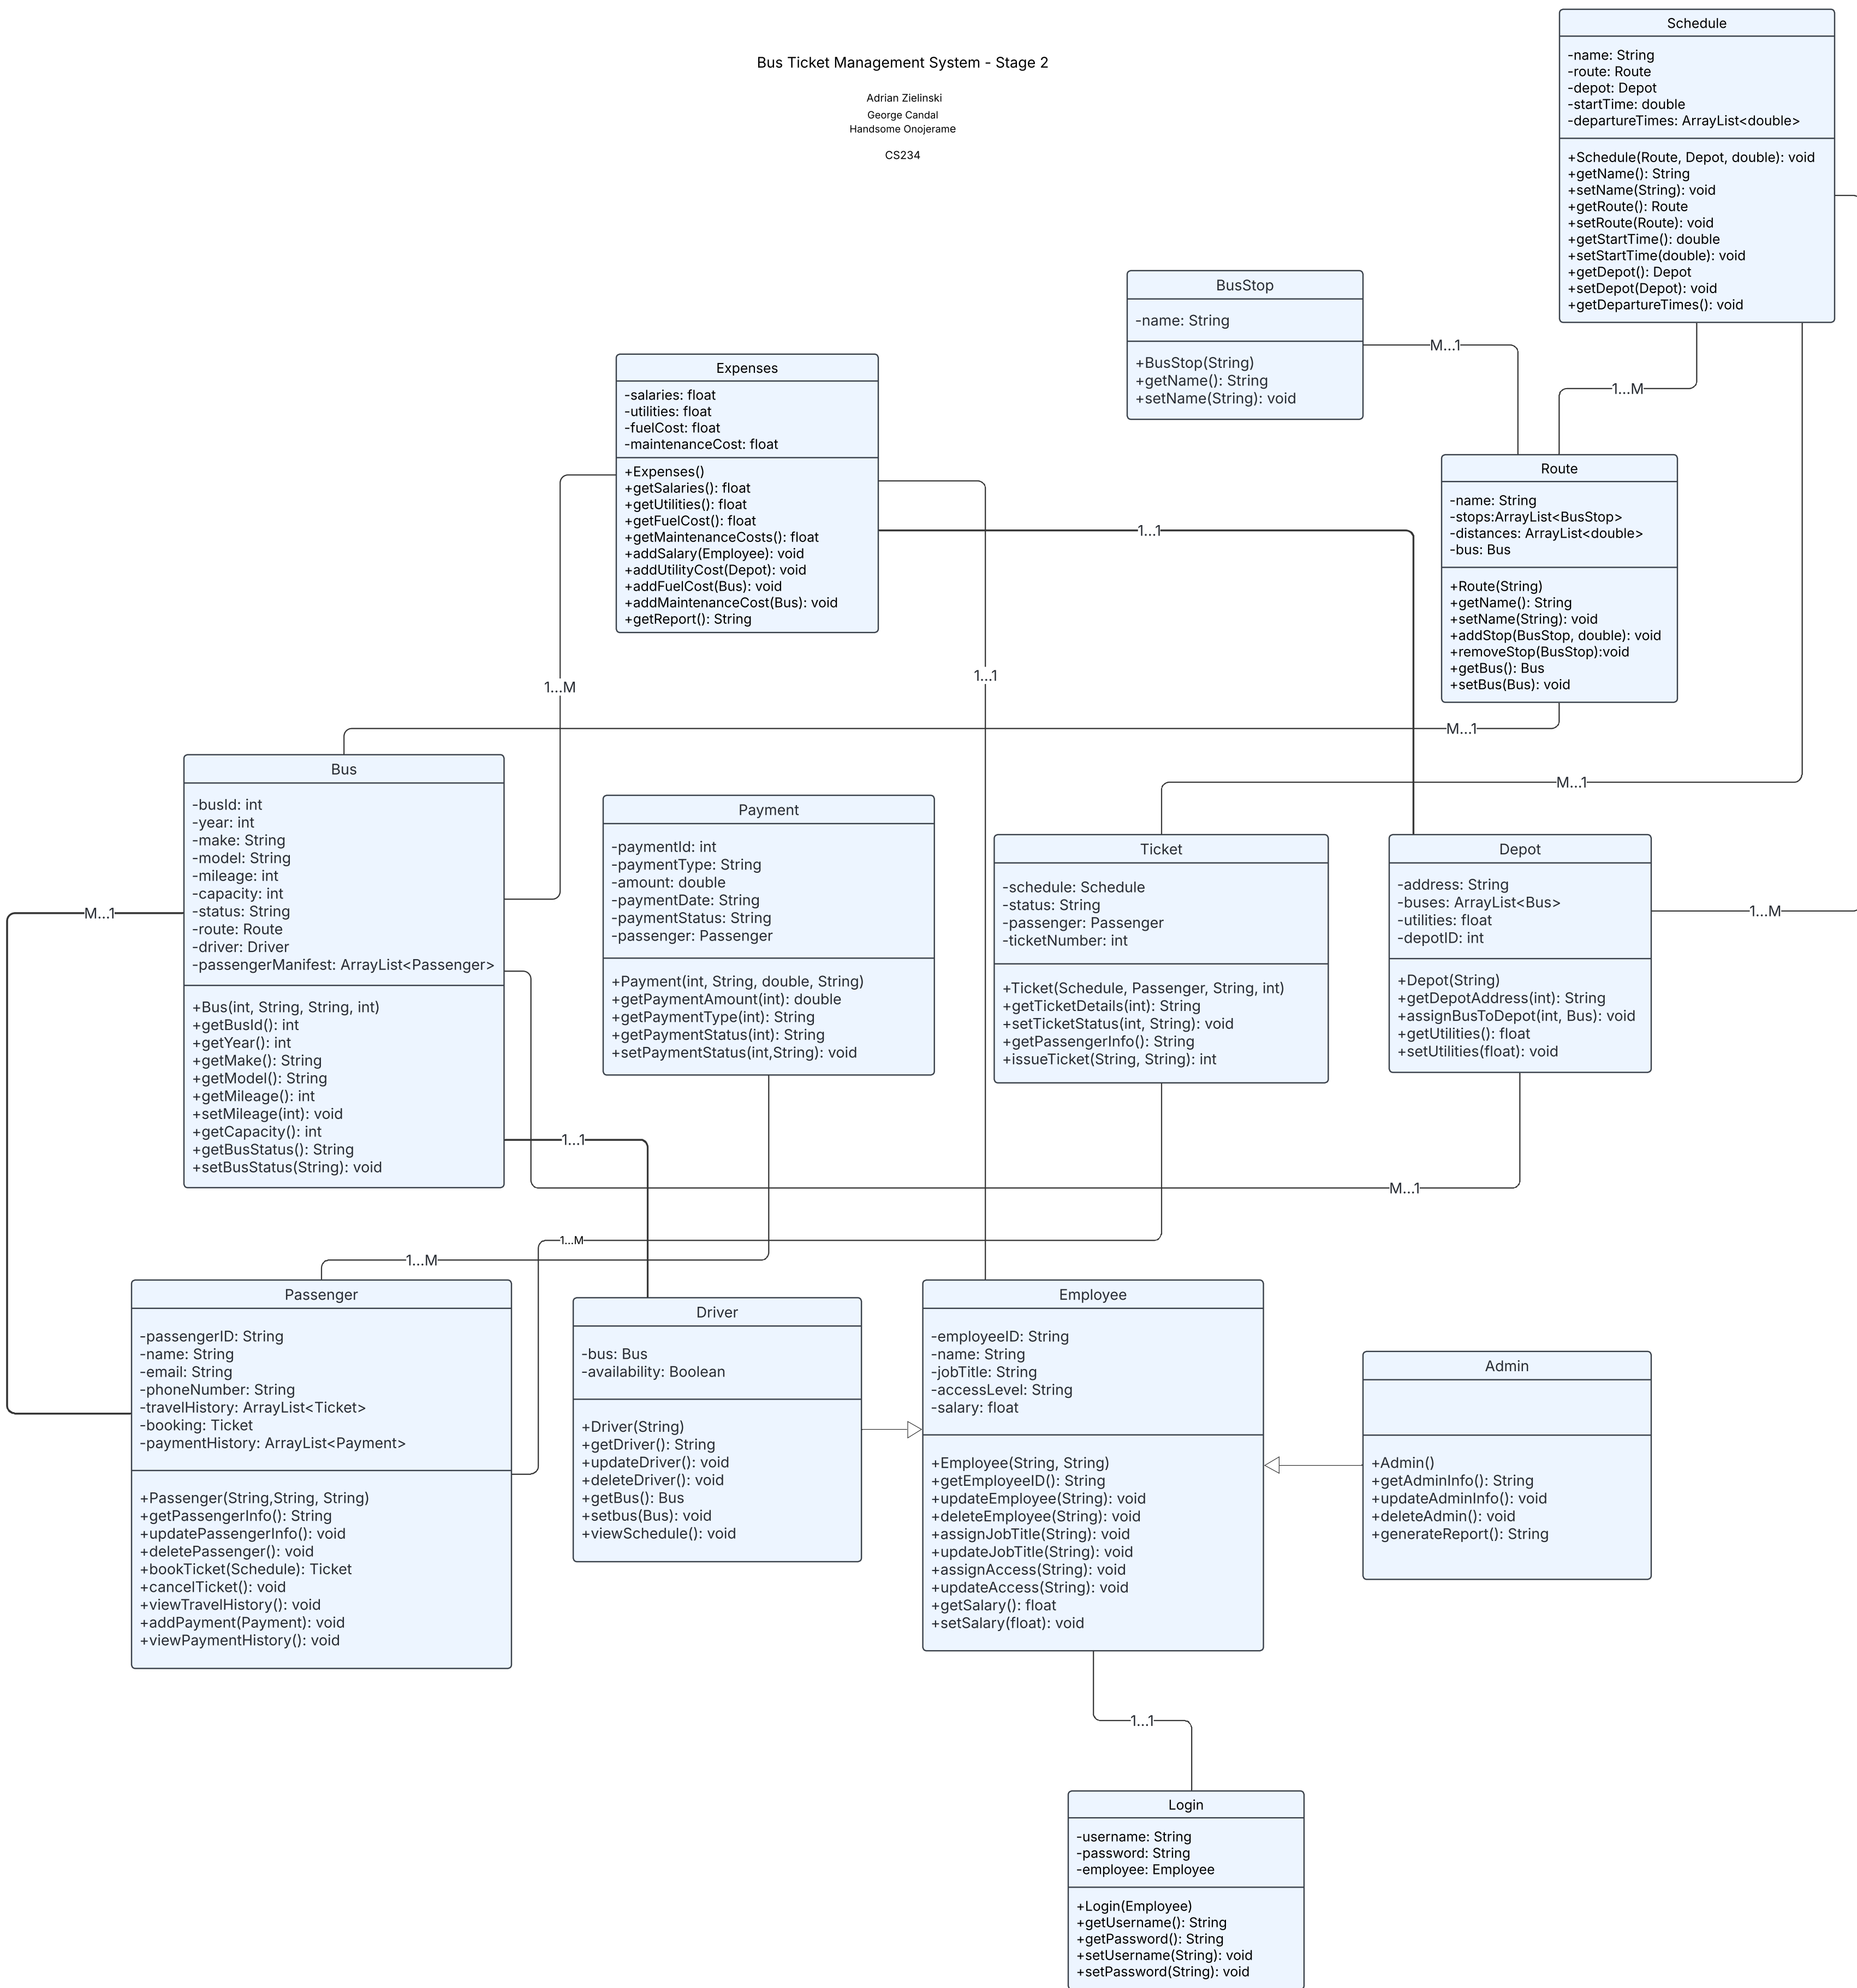 Bus Ticket Management System - Stage 2
Adrian Zielinski
George Candal
Handsome Onojerame
CS234
Schedule
-name: String
-route: Route
-depot: Depot
-startTime: double
-departureTimes: ArrayList<double>
+Schedule(Route, Depot, double): void
+getName(): String
+setName(String): void
+getRoute(): Route
+setRoute(Route): void
+getStartTime(): double
+setStartTime(double): void
+getDepot(): Depot
+setDepot(Depot): void
+getDepartureTimes(): void
BusStop
-name: String
+BusStop(String)
+getName(): String
+setName(String): void
M...1
1...M
Expenses
-salaries: float
-utilities: float
-fuelCost: float
-maintenanceCost: float
+Expenses()
+getSalaries(): float
+getUtilities(): float
+getFuelCost(): float
+getMaintenanceCosts(): float
+addSalary(Employee): void
+addUtilityCost(Depot): void
+addFuelCost(Bus): void
+addMaintenanceCost(Bus): void
+getReport(): String
1...1
Route
-name: String
-stops:ArrayList<BusStop>
-distances: ArrayList<double>
-bus: Bus
+Route(String)
+getName(): String
+setName(String): void
+addStop(BusStop, double): void
+removeStop(BusStop):void
+getBus(): Bus
+setBus(Bus): void
1...M
1...1
M...1
M...1
Bus
-busId: int
-year: int
-make: String
-model: String
-mileage: int
-capacity: int
-status: String
-route: Route
-driver: Driver
-passengerManifest: ArrayList<Passenger>
+Bus(int, String, String, int)
+getBusId(): int
+getYear(): int
+getMake(): String
+getModel(): String
+getMileage(): int
+setMileage(int): void
+getCapacity(): int
+getBusStatus(): String
+setBusStatus(String): void
M...1
Payment
-paymentId: int
-paymentType: String
-amount: double
-paymentDate: String
-paymentStatus: String
-passenger: Passenger
+Payment(int, String, double, String)
+getPaymentAmount(int): double
+getPaymentType(int): String
+getPaymentStatus(int): String
+setPaymentStatus(int,String): void
Ticket
-schedule: Schedule
-status: String
-passenger: Passenger
-ticketNumber: int
+Ticket(Schedule, Passenger, String, int)
+getTicketDetails(int): String
+setTicketStatus(int, String): void
+getPassengerInfo(): String
+issueTicket(String, String): int
Depot
-address: String
-buses: ArrayList<Bus>
-utilities: float
-depotID: int
+Depot(String)
+getDepotAddress(int): String
+assignBusToDepot(int, Bus): void
+getUtilities(): float
+setUtilities(float): void
1...M
1...1
M...1
1...M
1...M
Passenger
-passengerID: String
-name: String
-email: String
-phoneNumber: String
-travelHistory: ArrayList<Ticket>
-booking: Ticket
-paymentHistory: ArrayList<Payment>
+Passenger(String,String, String)
+getPassengerInfo(): String
+updatePassengerInfo(): void
+deletePassenger(): void
+bookTicket(Schedule): Ticket
+cancelTicket(): void
+viewTravelHistory(): void
+addPayment(Payment): void
+viewPaymentHistory(): void
Driver
-bus: Bus
-availability: Boolean
+Driver(String)
+getDriver(): String
+updateDriver(): void
+deleteDriver(): void
+getBus(): Bus
+setbus(Bus): void
+viewSchedule(): void
Employee
-employeeID: String
-name: String
-jobTitle: String
-accessLevel: String
-salary: float
+Employee(String, String)
+getEmployeeID(): String
+updateEmployee(String): void
+deleteEmployee(String): void
+assignJobTitle(String): void
+updateJobTitle(String): void
+assignAccess(String): void
+updateAccess(String): void
+getSalary(): float
+setSalary(float): void
Admin
+Admin()
+getAdminInfo(): String
+updateAdminInfo(): void
+deleteAdmin(): void
+generateReport(): String
1...1
Login
-username: String
-password: String
-employee: Employee
+Login(Employee)
+getUsername(): String
+getPassword(): String
+setUsername(String): void
+setPassword(String): void